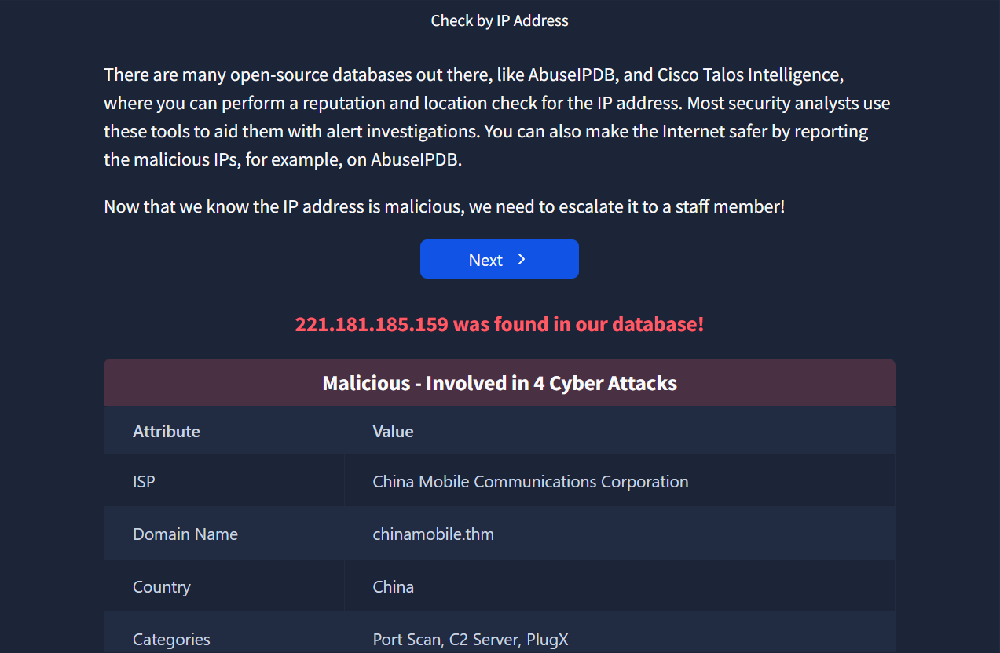 Check by IP Address
There are many open-source databases out there, like AbuseIPDB, and Cisco Talos Intelligence,
where you can perform a reputation and location check for the IP address. Most security analysts use
these tools to aid them with alert investigations. You can also make the Internet safer by reporting
the malicious IPs, for example, on AbuseIPDB.
Now that we know the IP address is malicious, we need to escalate it to a staff member!
Next
221.181.185.159 was found in our database!
Malicious - Involved in 4 Cyber Attacks
Attribute Value
ISP China Mobile Communications Corporation
Domain Name chinamobile.thm
Country China
Categories Port Scan, C2 Server, PlugX